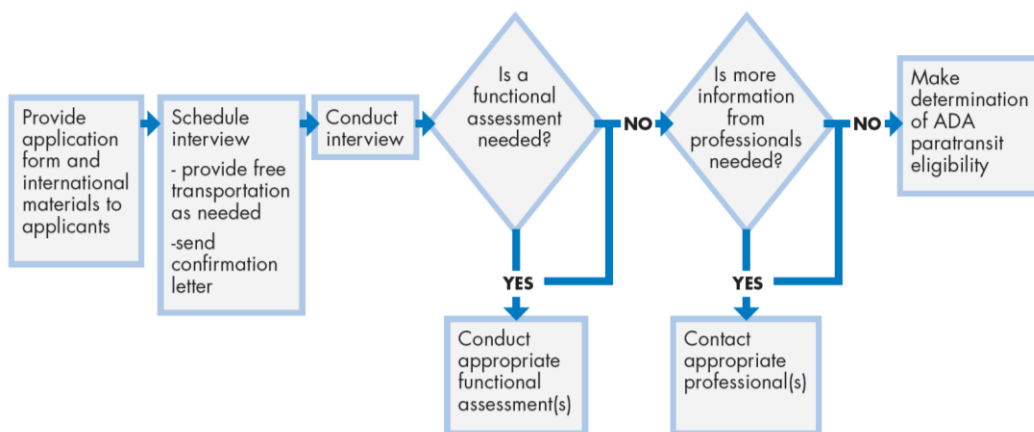 Provide
application
form and
international
materials to
applicants
Schedule
interview
- provide free
transportation
as needed
-send
confirmation
letter
Conduct
interview
Is a
functional
assessment
needed?
NO
YES
Conduct
appropriate
functional
assessment(s)
Is more
information
from
professionals
needed?
NO
YES
Contact
appropriate
professional(s)
Make
determination
of ADA
paratransit
eligibility